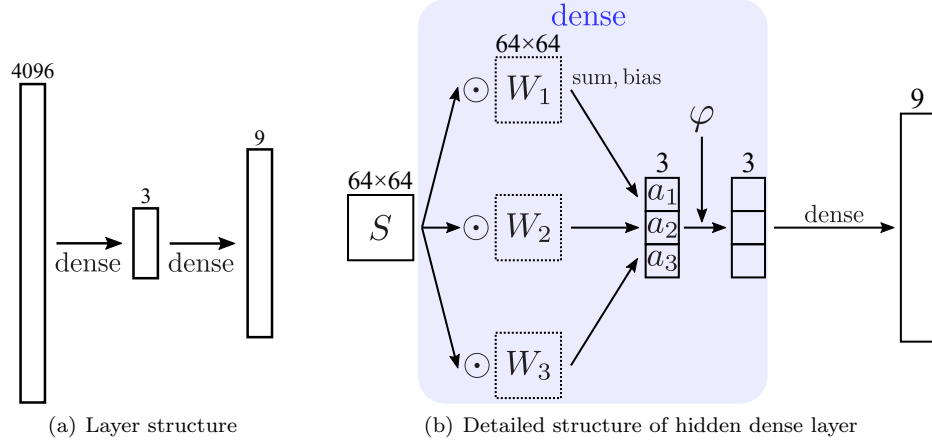 4096
3
9
dense
dense
(a) Layer structure
dense
64×64
W1
sum, bias
φ
9
64×64
3
3
S
W2
a1
a2
a3
dense
W3
(b) Detailed structure of hidden dense layer